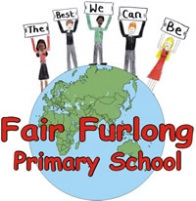 The Best We Can Be
Fair Furlong
Primary School